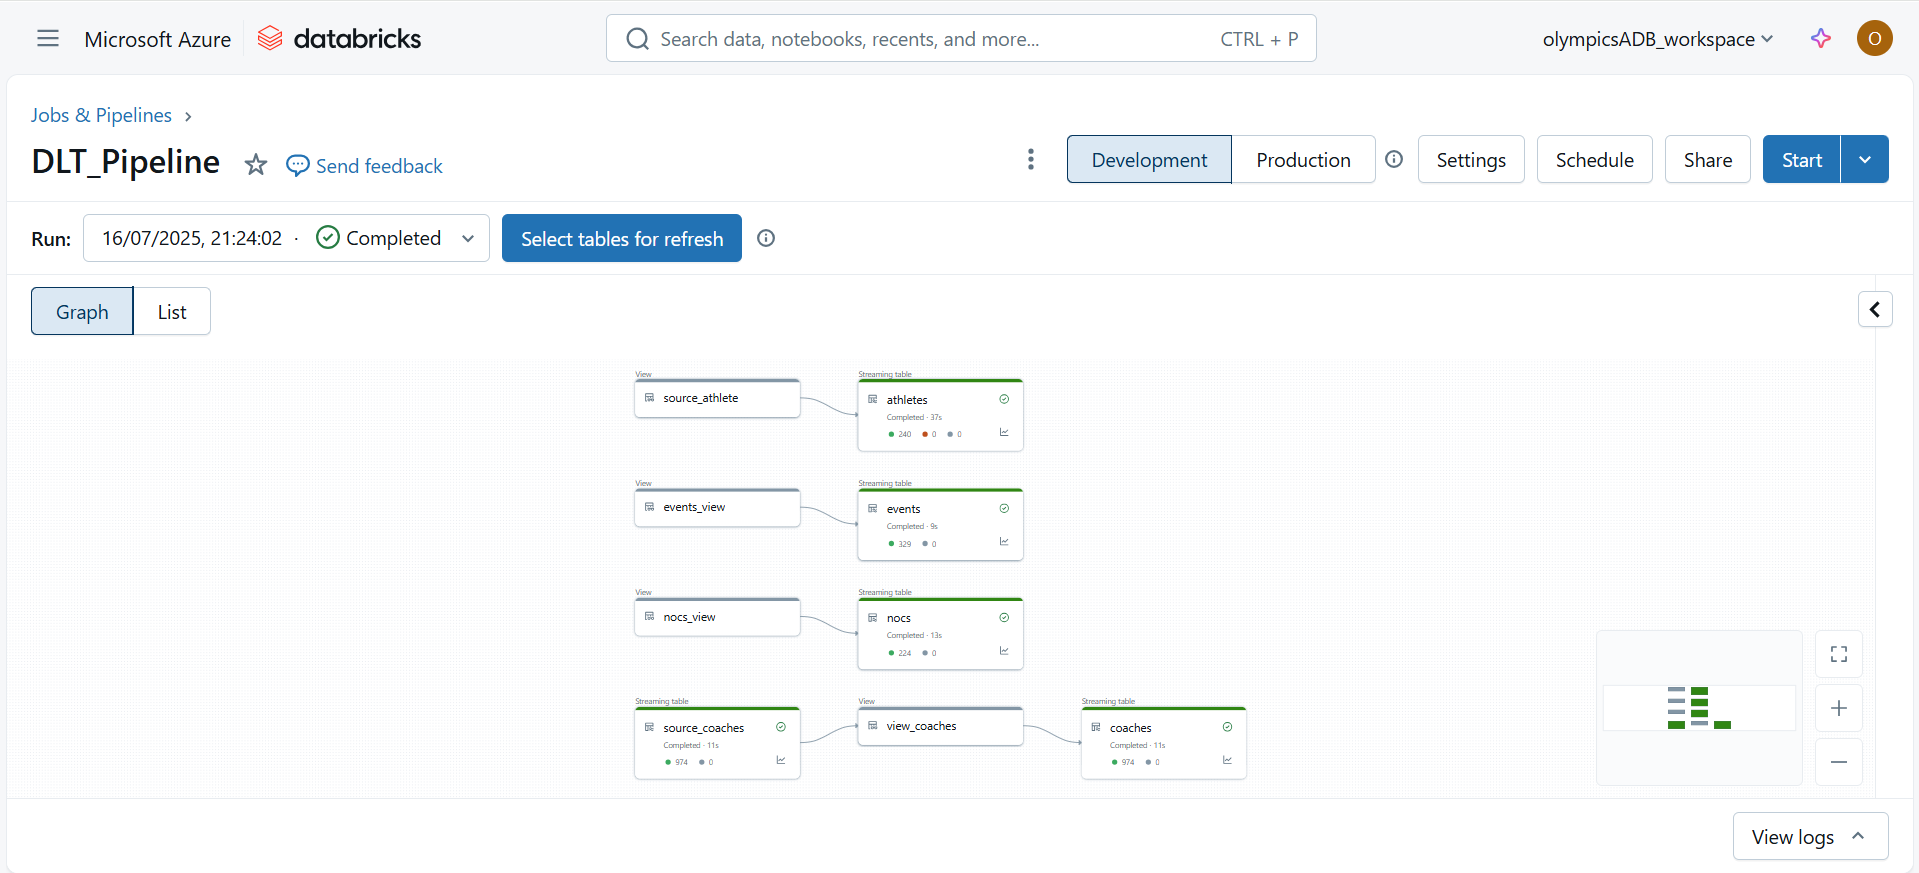 Microsoft Azure databricks Search data, notebooks, recents, and more... CTRL + P olympicsADB_workspace O
Jobs & Pipelines ›
DLT_Pipeline Send feedback Development Production Settings Schedule Share Start
Run: 16/07/2025, 21:24:02 · Completed Select tables for refresh
Graph List
View Streaming table
source_athlete athletes
Completed · 37s
240 0 0
View Streaming table
events_view events
Completed · 9s
329 0
View Streaming table
nocs_view nocs
Completed · 13s
224 0
Streaming table View Streaming table
source_coaches view_coaches coaches
Completed · 11s Completed · 11s
974 0 974 0
View logs